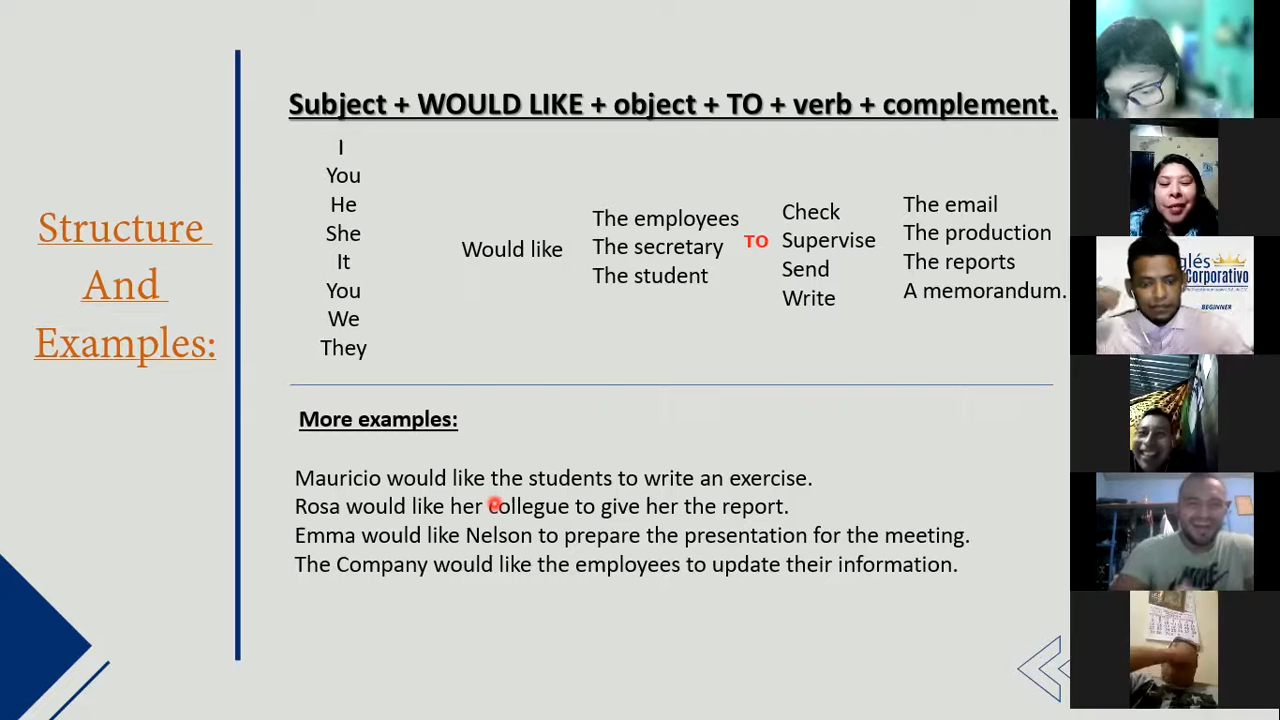 Structure
And
Examples:
Subject + WOULD LIKE + object + TO + verb + complement.
I
You
He
She
It
You
We
They
Would like
The employees
The secretary
The student
TO
Check
Supervise
Send
Write
The email
The production
The reports
A memorandum.
More examples:
Mauricio would like the students to write an exercise.
Rosa would like her collegue to give her the report.
Emma would like Nelson to prepare the presentation for the meeting.
The Company would like the employees to update their information.
glés
Corporativo
BEGINNER